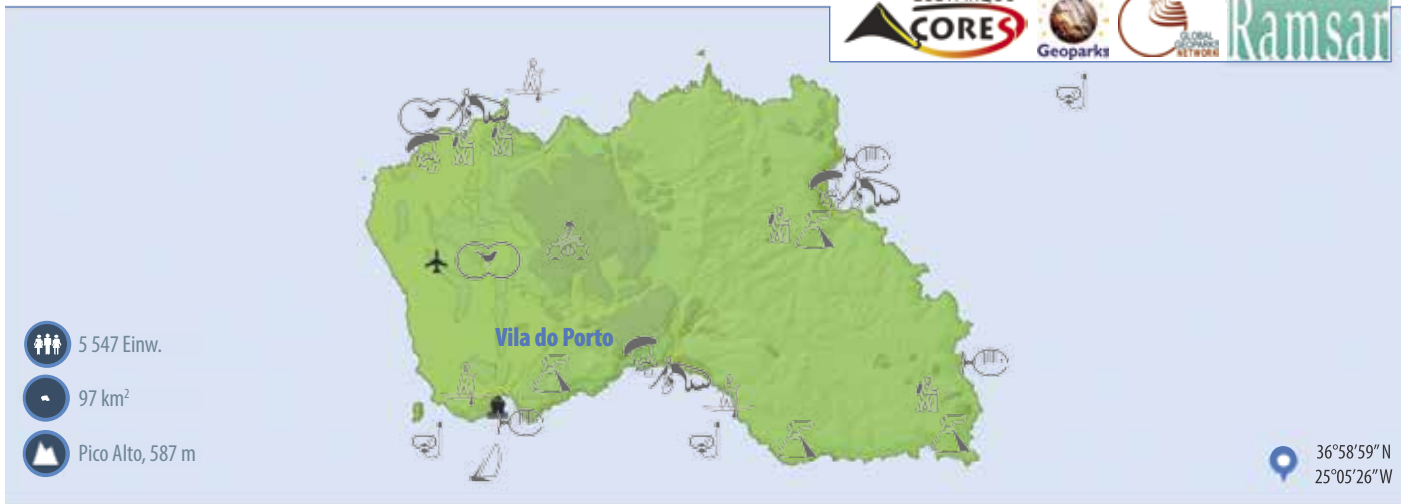 CORES
Geoparks
GLOBAL
GEOPARKS
NETWORK
Ramsar
Vila do Porto
5 547 Einw.
97 km²
Pico Alto, 587 m
36°58′59″ N
25°05′26″ W